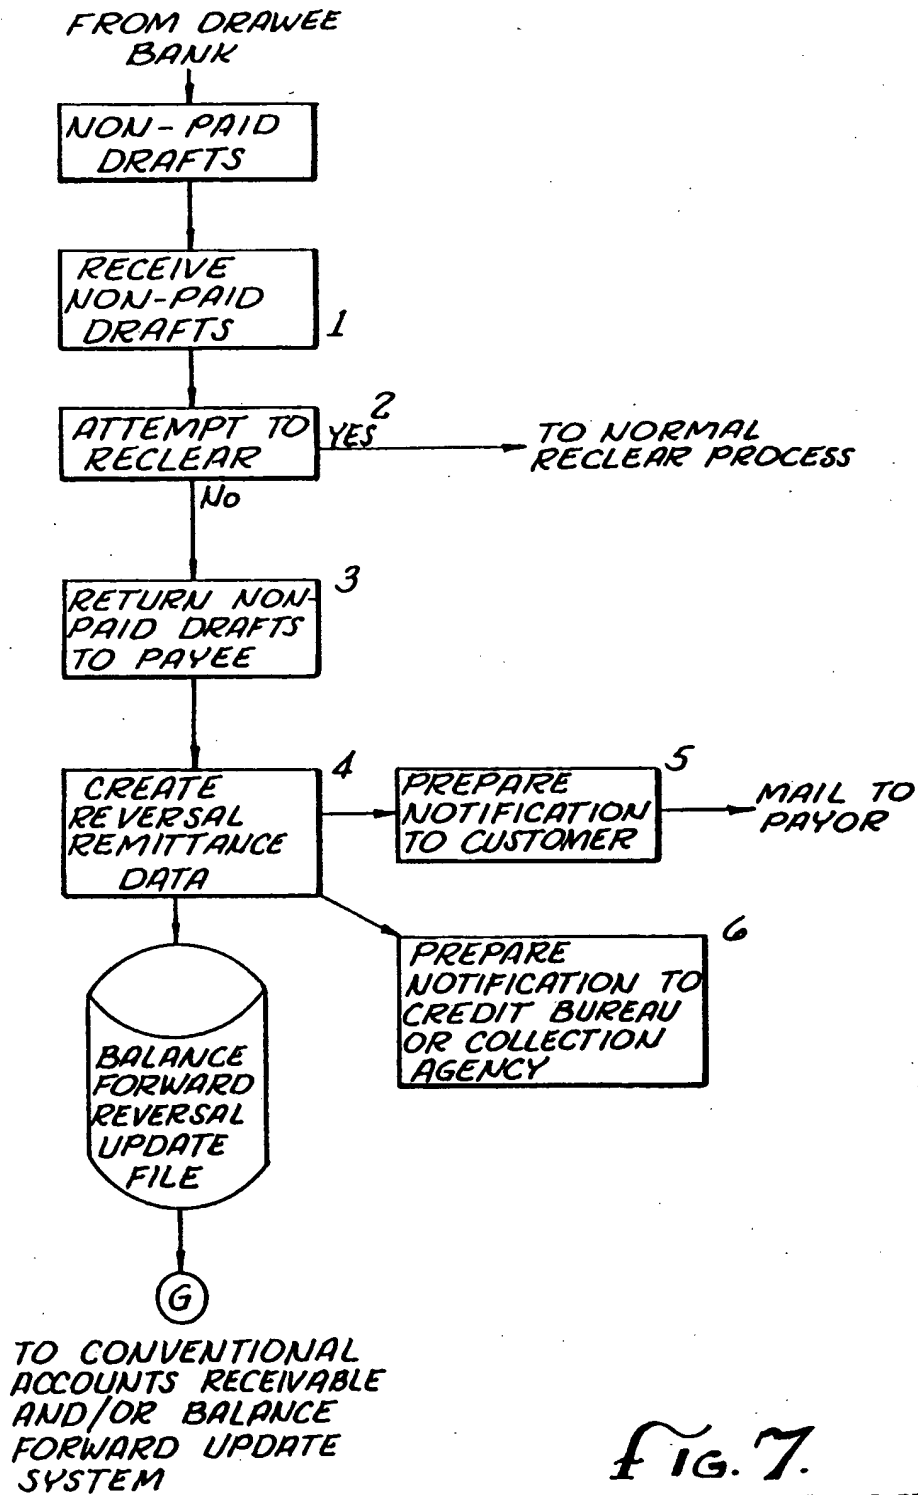 FROM DRAWEE
BANK
NON-PAID
DRAFTS
RECEIVE
NON-PAID
DRAFTS
1
ATTEMPT TO
RECLEAR
2
YES
TO NORMAL
RECLEAR PROCESS
NO
3
RETURN NON-
PAID DRAFTS
TO PAYEE
4
CREATE
REVERSAL
REMITTANCE
DATA
5
PREPARE
NOTIFICATION
TO CUSTOMER
MAIL TO
PAYOR
6
PREPARE
NOTIFICATION TO
CREDIT BUREAU
OR COLLECTION
AGENCY
BALANCE
FORWARD
REVERSAL
UPDATE
FILE
G
TO CONVENTIONAL
ACCOUNTS RECEIVABLE
AND/OR BALANCE
FORWARD UPDATE
SYSTEM
FIG. 7.